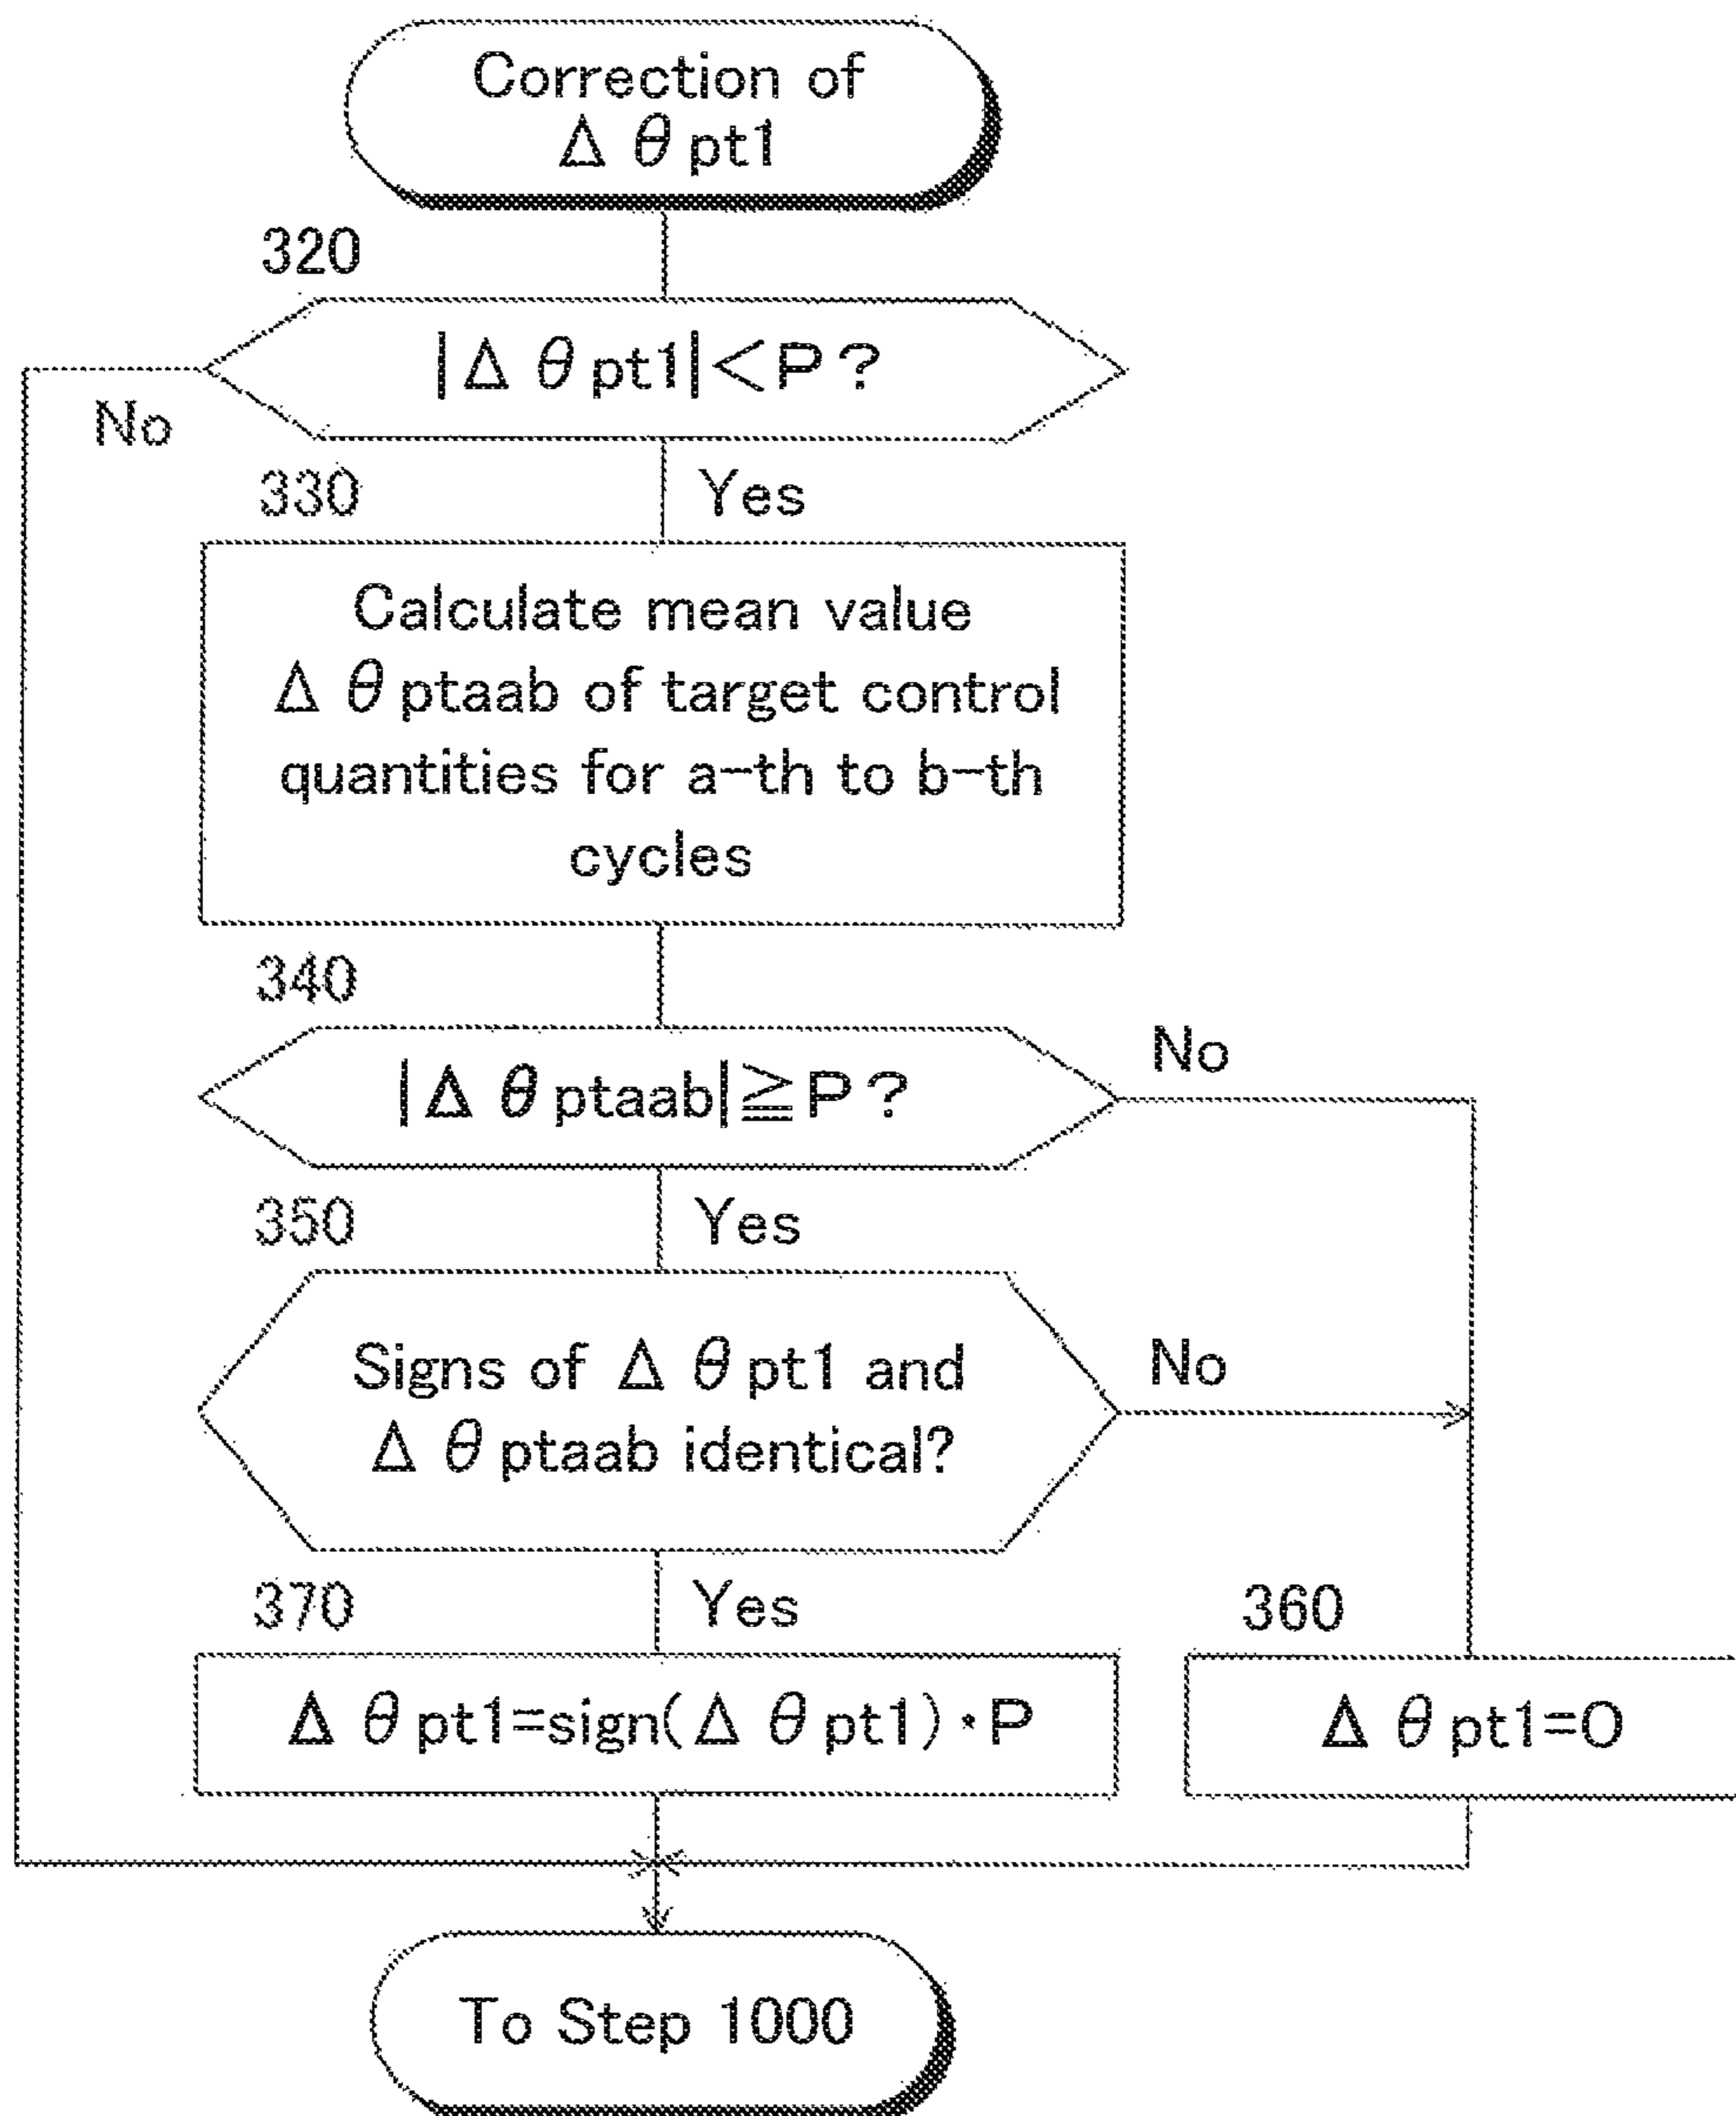 Correction of
Δ θ pt1
320
|Δ θ pt1|<P?
No
330
Yes
Calculate mean value
Δ θ ptaab of target control
quantities for a-th to b-th
cycles
340
|Δ θ ptaab|≧P?
No
350
Yes
Signs of Δ θ pt1 and
Δ θ ptaab identical?
No
370
Yes
360
Δ θ pt1=sign(Δ θ pt1)・P
Δ θ pt1=0
To Step 1000